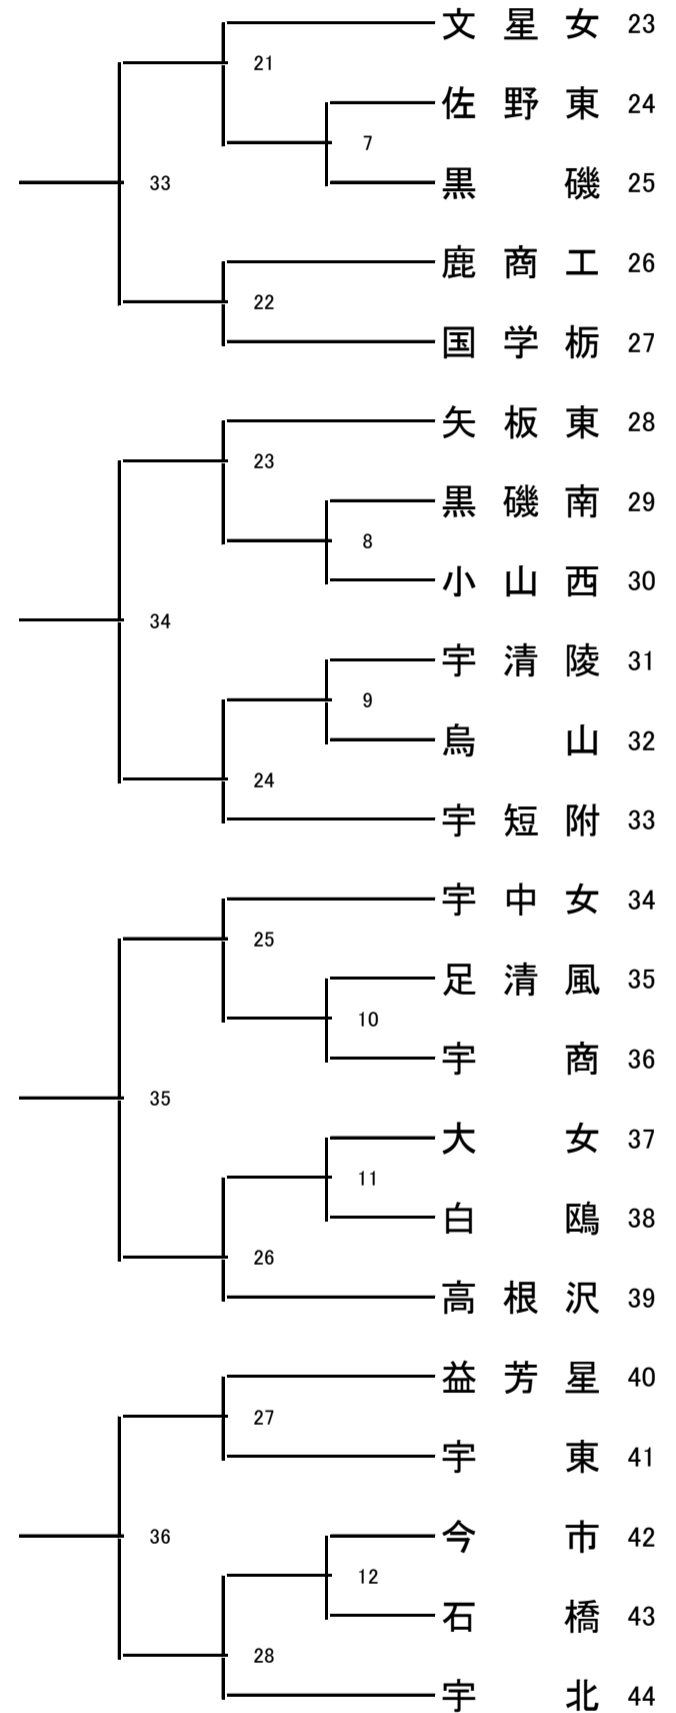 文星女 23
21
佐野東 24
7
黒磯 25
33
鹿商工 26
22
国学栃 27
矢板東 28
23
黒磯南 29
8
小山西 30
34
宇清陵 31
9
烏山 32
24
宇短附 33
宇中女 34
25
足清風 35
10
宇商 36
35
大女 37
11
白鴎 38
26
高根沢 39
益芳星 40
27
宇東 41
36
今市 42
12
石橋 43
28
宇北 44